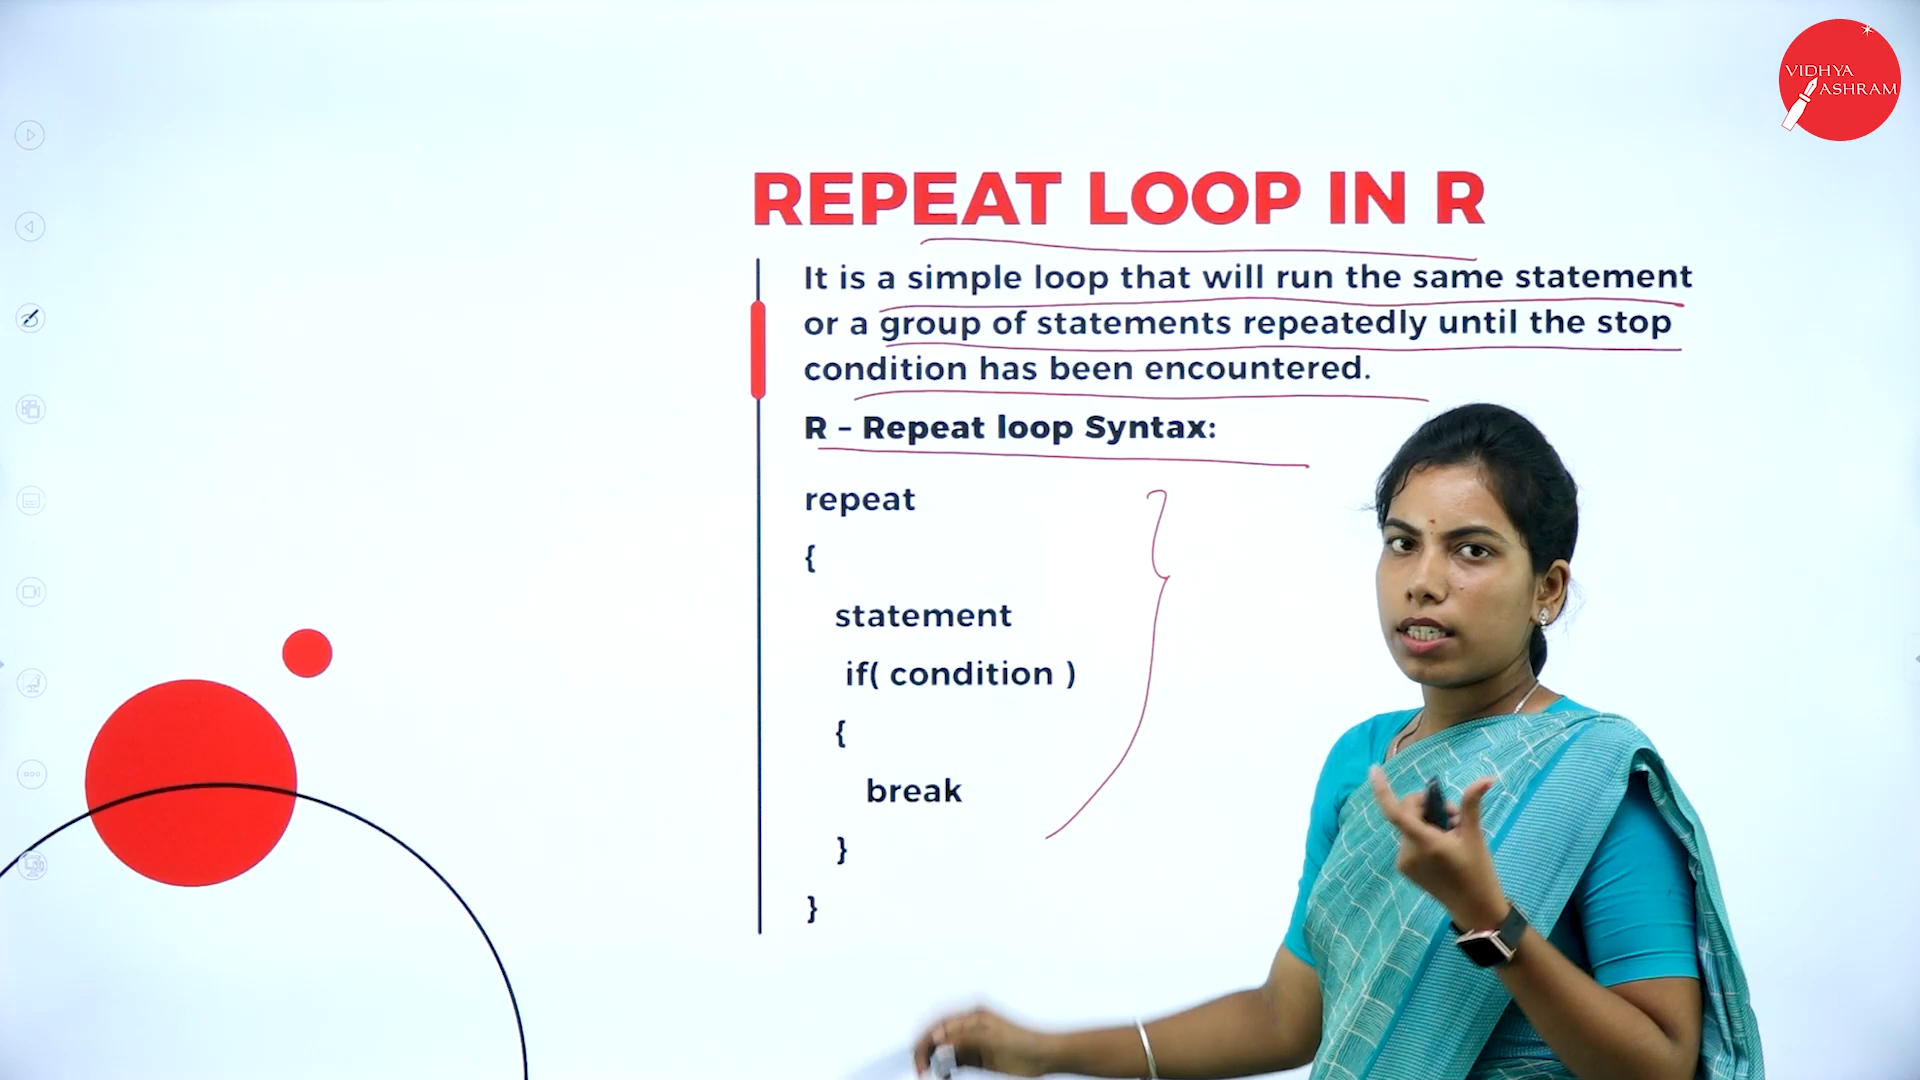 VIDHYA
ASHRAM
REPEAT LOOP IN R
It is a simple loop that will run the same statement
or a group of statements repeatedly until the stop
condition has been encountered.
R - Repeat loop Syntax:
repeat
{
statement
if( condition )
{
break
}
}